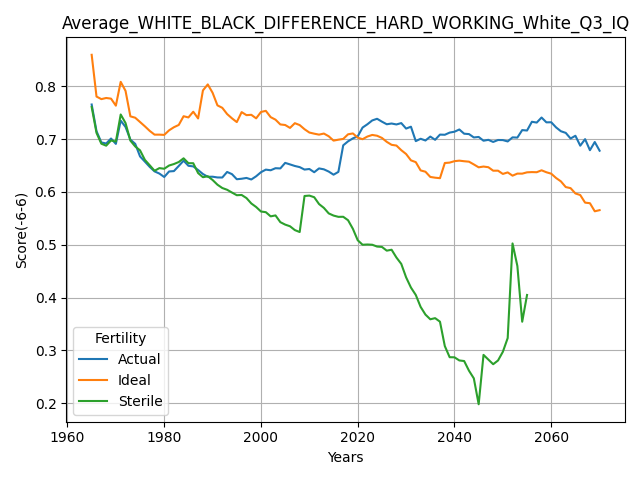 Average_WHITE_BLACK_DIFFERENCE_HARD_WORKING_White_Q3_IQ
Score(-6-6)
0.8
0.7
0.6
0.5
0.4
0.3
0.2
Fertility
Actual
Ideal
Sterile
1960 1980 2000 2020 2040 2060
Years